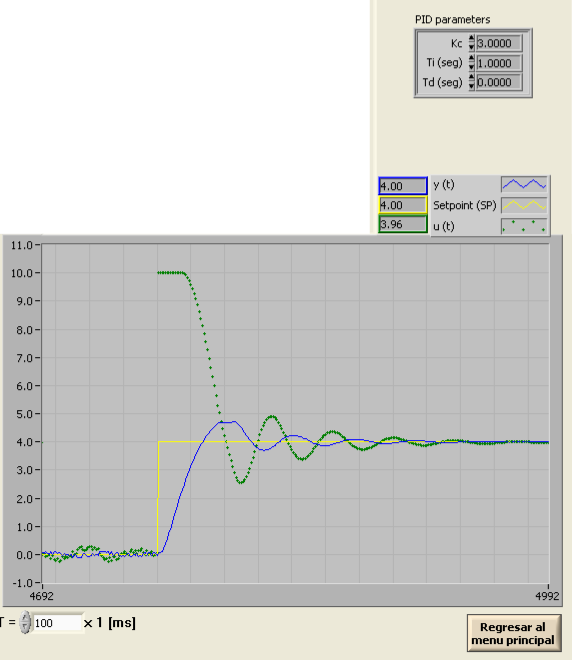 PID parameters
Kc 3.0000
Ti (seg) 1.0000
Td (seg) 0.0000
4.00 y (t)
4.00 Setpoint (SP)
3.96 u (t)
11.0
10.0
9.0
8.0
7.0
6.0
5.0
4.0
3.0
2.0
1.0
0.0
-1.0
4692 4992
T = 100 x 1 [ms]
Regresar al
menu principal